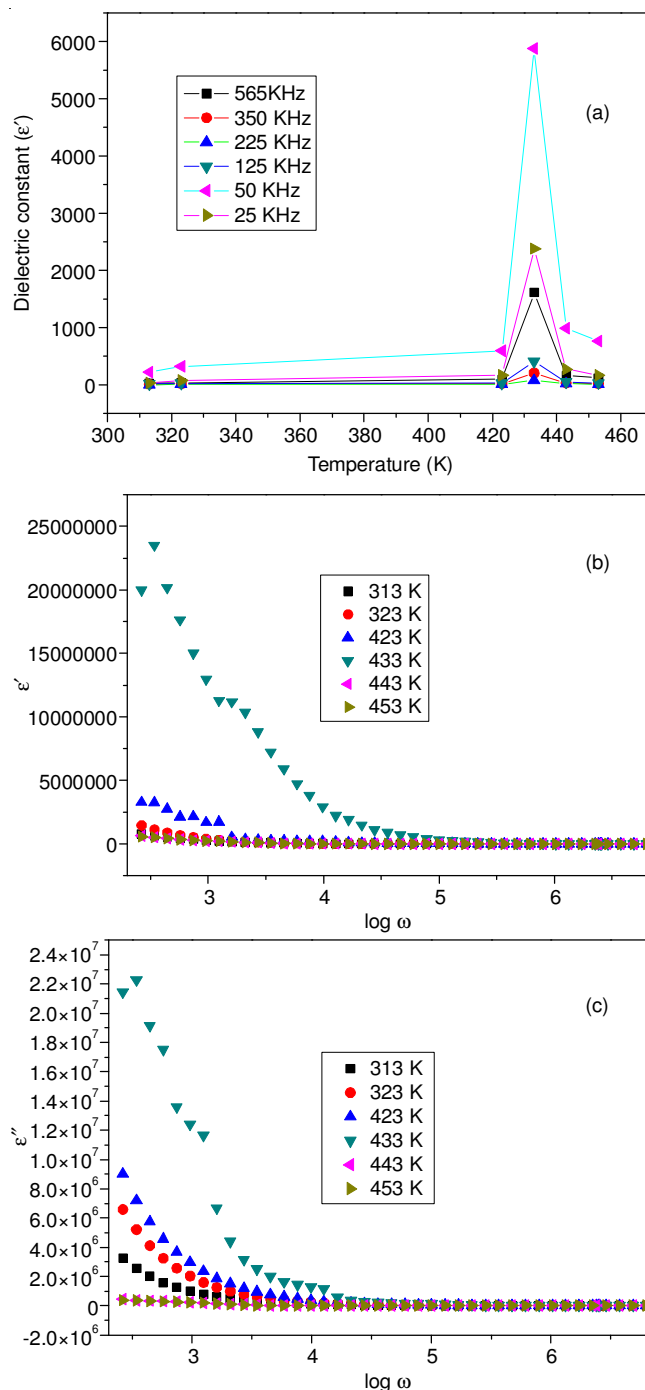 6000
5000
4000
3000
2000
1000
0
Dielectric constant (ε′)
565KHz
350 KHz
225 KHz
125 KHz
50 KHz
25 KHz
(a)
300 320 340 360 380 400 420 440 460
Temperature (K)
25000000
20000000
15000000
10000000
5000000
0
ε′
313 K
323 K
423 K
433 K
443 K
453 K
(b)
3 4 5 6
log ω
2.4×10⁷
2.2×10⁷
2.0×10⁷
1.8×10⁷
1.6×10⁷
1.4×10⁷
1.2×10⁷
1.0×10⁷
8.0×10⁶
6.0×10⁶
4.0×10⁶
2.0×10⁶
0
-2.0×10⁶
ε″
313 K
323 K
423 K
433 K
443 K
453 K
(c)
3 4 5 6
log ω